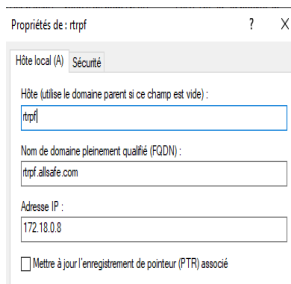 Propriétés de : rtrpf ? X
Hôte local (A) Sécurité
Hôte (utilise le domaine parent si ce champ est vide) :
rtrpf
Nom de domaine pleinement qualifié (FQDN) :
rtrpf.allsafe.com
Adresse IP :
172.18.0.8
Mettre à jour l'enregistrement de pointeur (PTR) associé